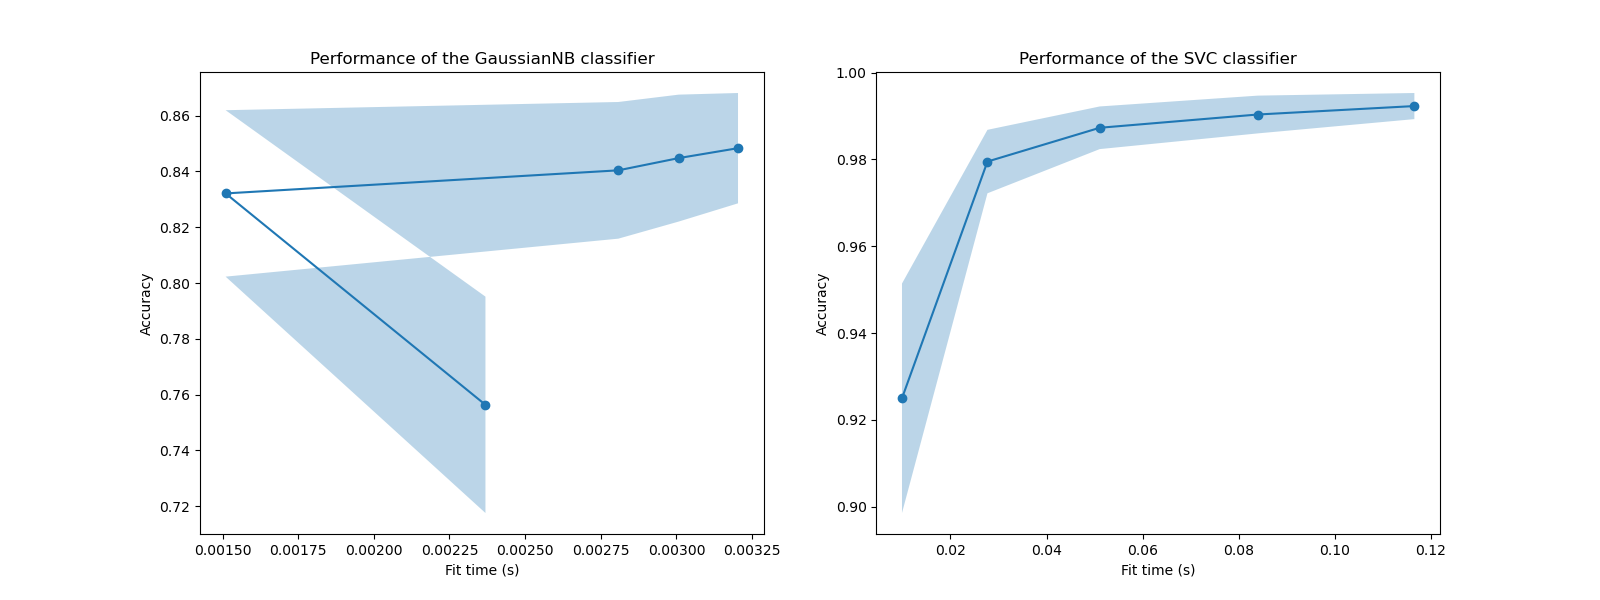 Performance of the GaussianNB classifier
Accuracy
0.86
0.84
0.82
0.80
0.78
0.76
0.74
0.72
0.00150 0.00175 0.00200 0.00225 0.00250 0.00275 0.00300 0.00325
Fit time (s)
Performance of the SVC classifier
Accuracy
1.00
0.98
0.96
0.94
0.92
0.90
0.02 0.04 0.06 0.08 0.10 0.12
Fit time (s)